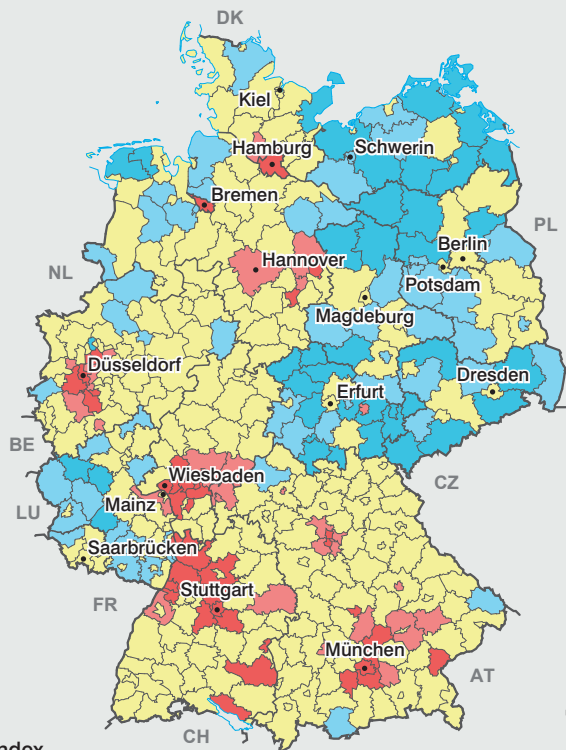 DK
Kiel
Hamburg
Schwerin
Bremen
PL
Berlin
Hannover
NL
Potsdam
Magdeburg
Düsseldorf
Dresden
Erfurt
BE
Wiesbaden
CZ
Mainz
LU
Saarbrücken
Stuttgart
FR
München
AT
CH